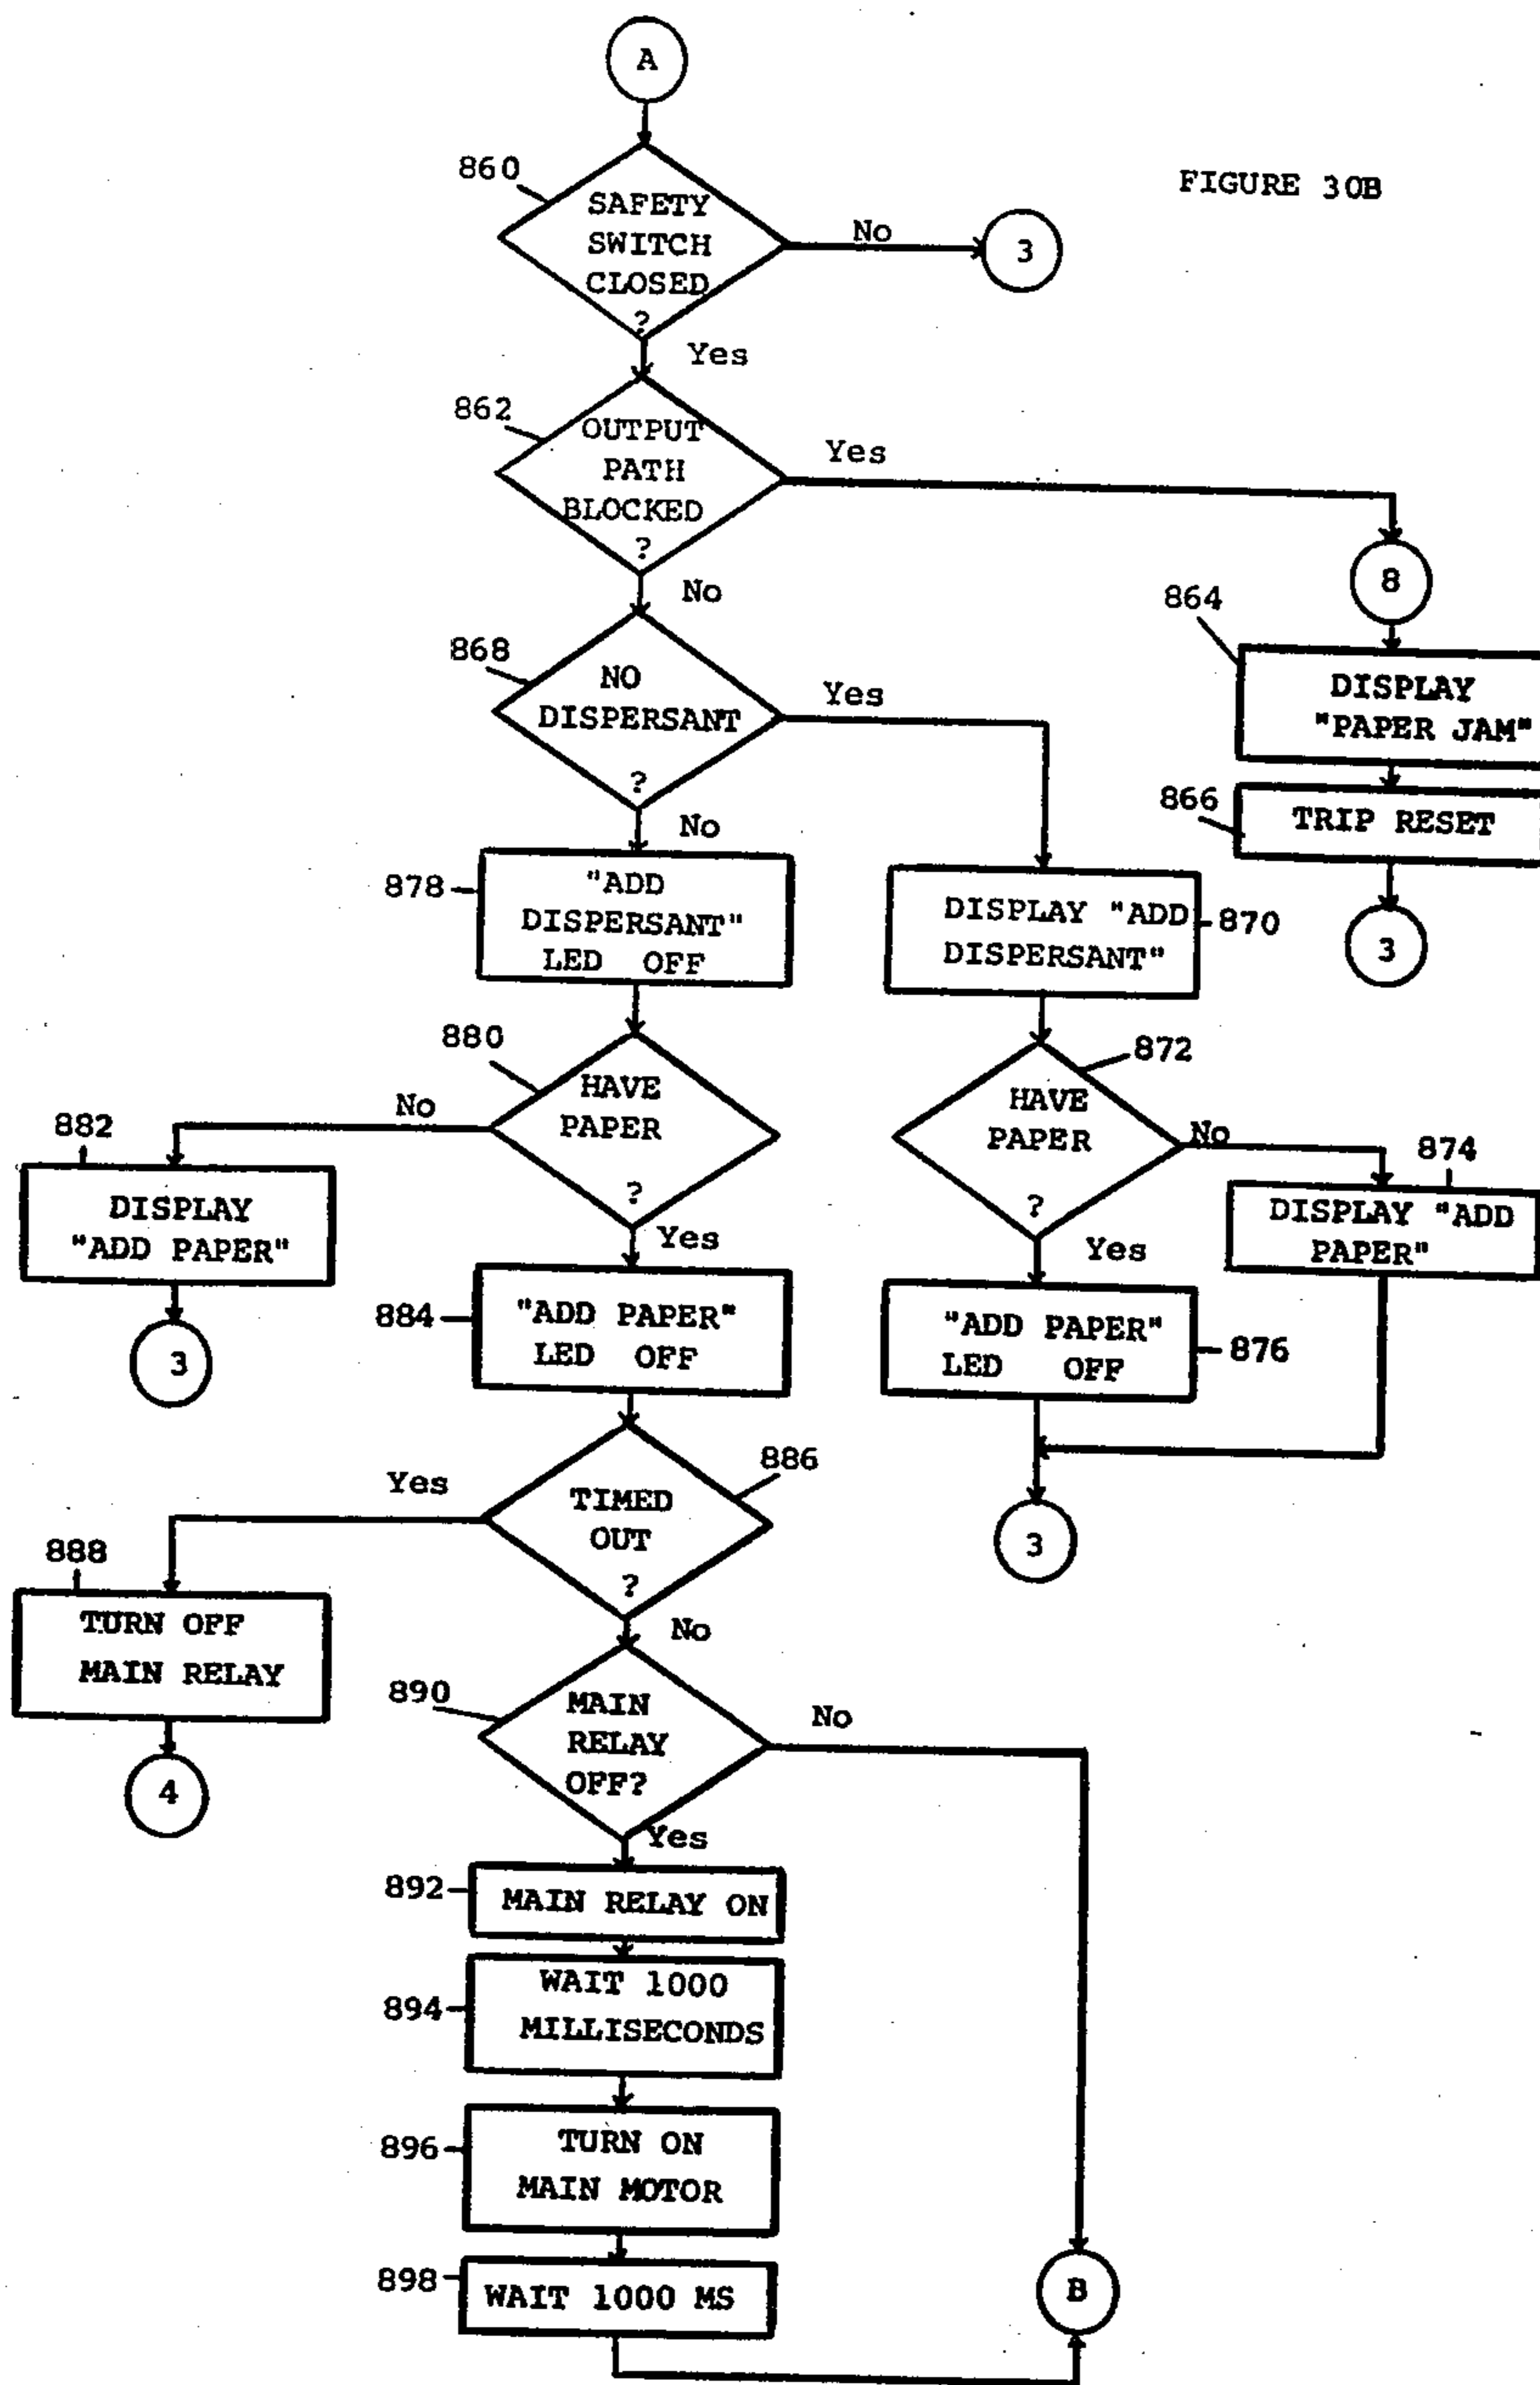 A
860
SAFETY
SWITCH
CLOSED
?
No
3
FIGURE 30B
Yes
862
OUTPUT
PATH
BLOCKED
?
Yes
8
No
864
DISPLAY
"PAPER JAM"
866
TRIP RESET
3
868
NO
DISPERSANT
?
Yes
No
878
"ADD
DISPERSANT"
LED OFF
DISPLAY "ADD
DISPERSANT"
870
880
HAVE
PAPER
?
No
882
DISPLAY
"ADD PAPER"
3
Yes
872
HAVE
PAPER
?
No
874
DISPLAY "ADD
PAPER"
Yes
884
"ADD PAPER"
LED OFF
"ADD PAPER"
LED OFF
876
3
886
TIMED
OUT
?
Yes
888
TURN OFF
MAIN RELAY
4
No
890
MAIN
RELAY
OFF?
No
Yes
892
MAIN RELAY ON
894
WAIT 1000
MILLISECONDS
896
TURN ON
MAIN MOTOR
898
WAIT 1000 MS
B